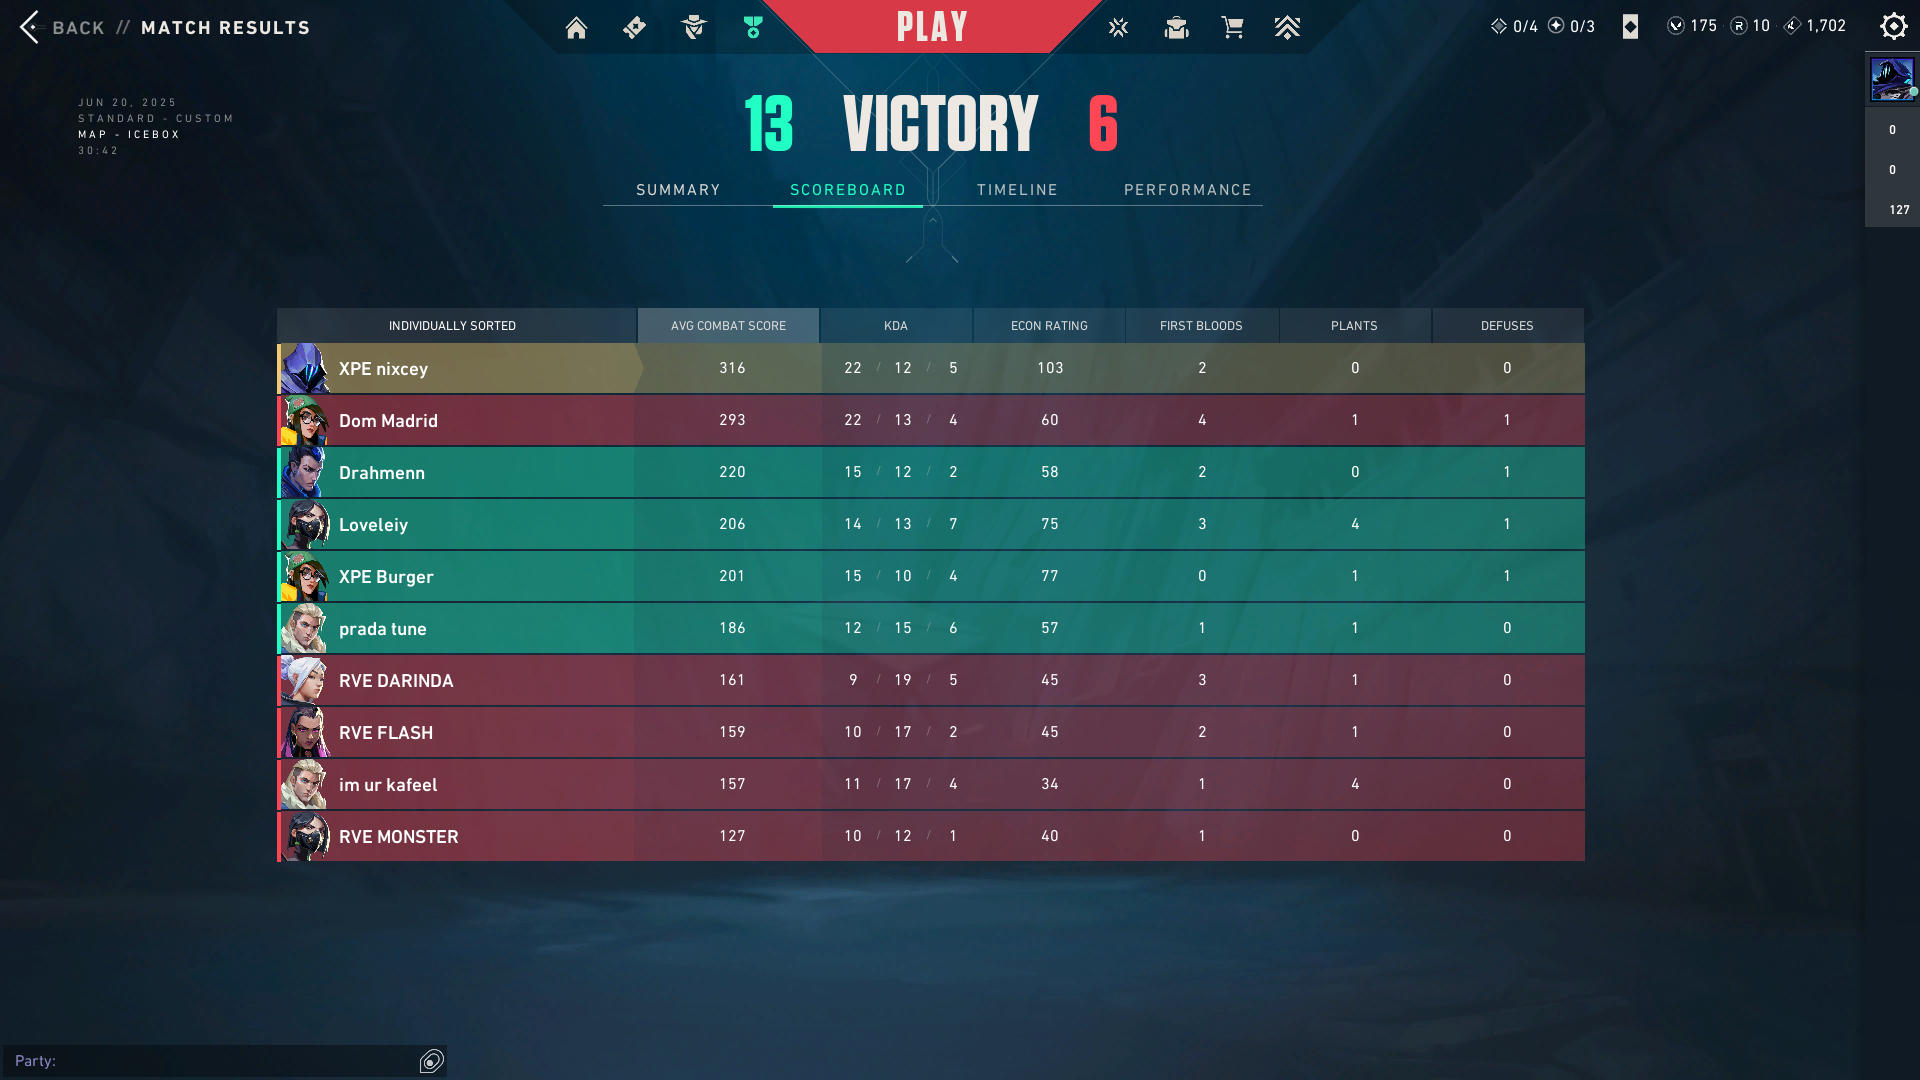 BACK // MATCH RESULTS
PLAY
0/4 0/3 175 10 1,702
JUN 20, 2025
STANDARD - CUSTOM
MAP - ICEBOX
30:42
13 VICTORY 6
SUMMARY SCOREBOARD TIMELINE PERFORMANCE
0
0
127
INDIVIDUALLY SORTED AVG COMBAT SCORE KDA ECON RATING FIRST BLOODS PLANTS DEFUSES
XPE nixcey 316 22 / 12 / 5 103 2 0 0
Dom Madrid 293 22 / 13 / 4 60 4 1 1
Drahmenn 220 15 / 12 / 2 58 2 0 1
Loveleiy 206 14 / 13 / 7 75 3 4 1
XPE Burger 201 15 / 10 / 4 77 0 1 1
prada tune 186 12 / 15 / 6 57 1 1 0
RVE DARINDA 161 9 / 19 / 5 45 3 1 0
RVE FLASH 159 10 / 17 / 2 45 2 1 0
im ur kafeel 157 11 / 17 / 4 34 1 4 0
RVE MONSTER 127 10 / 12 / 1 40 1 0 0
Party: